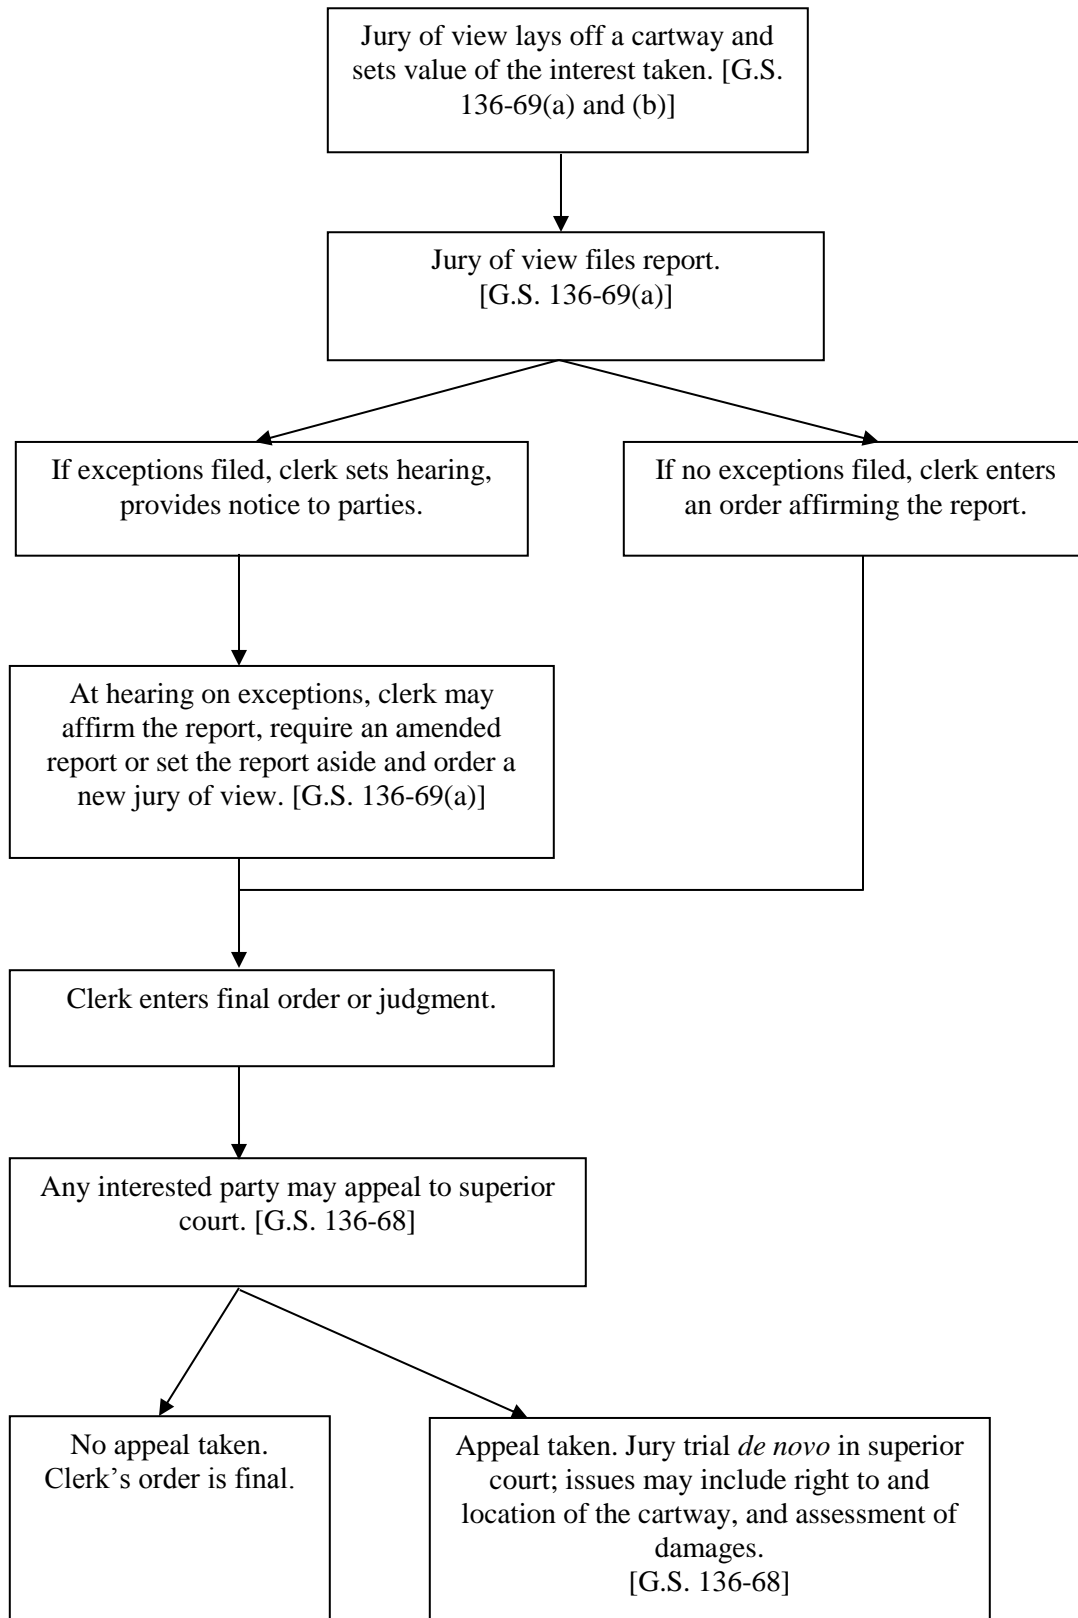 Jury of view lays off a cartway and
sets value of the interest taken. [G.S.
136-69(a) and (b)]
Jury of view files report.
[G.S. 136-69(a)]
If exceptions filed, clerk sets hearing,
provides notice to parties.
If no exceptions filed, clerk enters
an order affirming the report.
At hearing on exceptions, clerk may
affirm the report, require an amended
report or set the report aside and order a
new jury of view. [G.S. 136-69(a)]
Clerk enters final order or judgment.
Any interested party may appeal to superior
court. [G.S. 136-68]
No appeal taken.
Clerk’s order is final.
Appeal taken. Jury trial de novo in superior
court; issues may include right to and
location of the cartway, and assessment of
damages.
[G.S. 136-68]